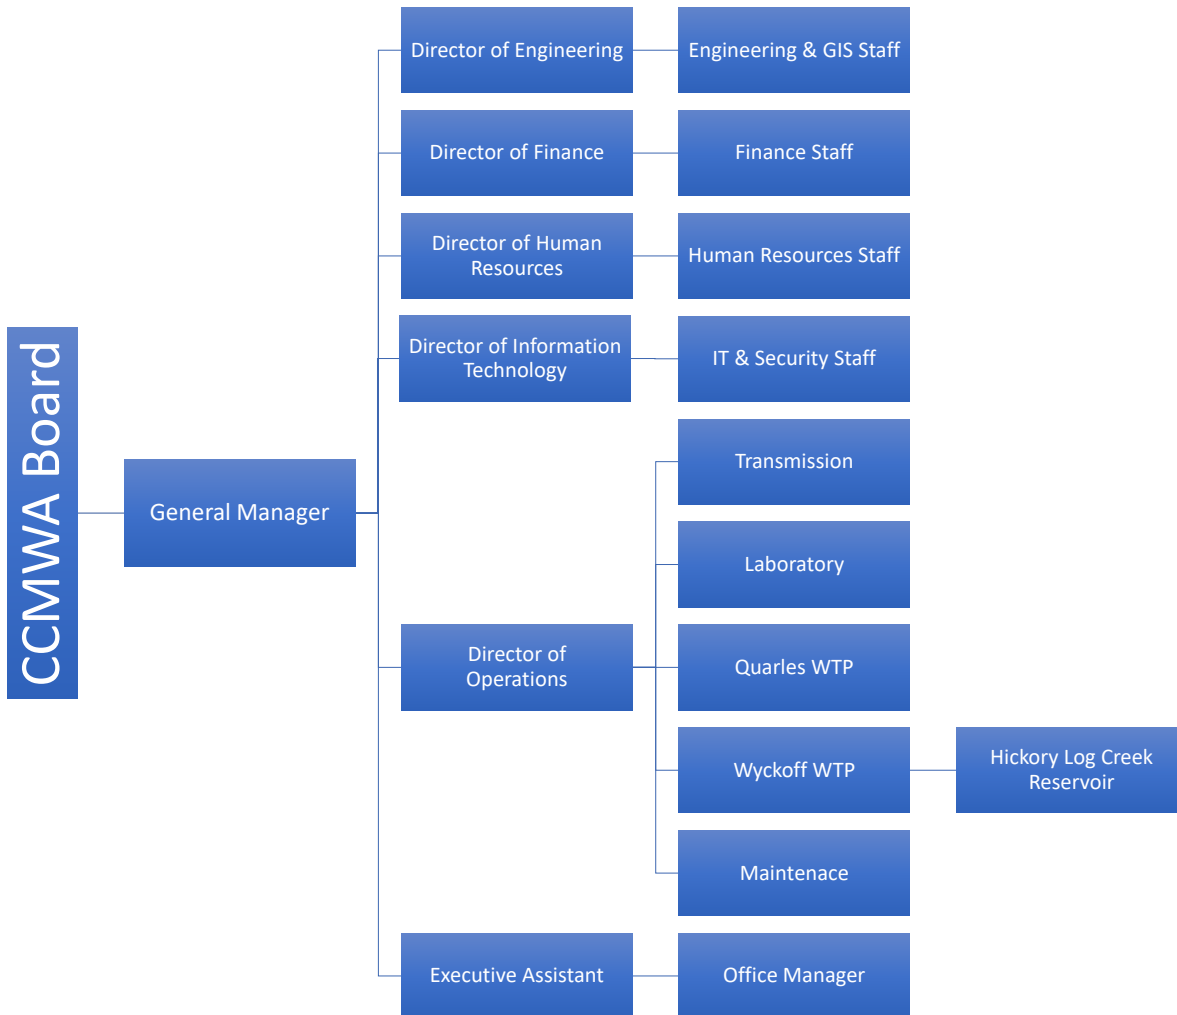 CCMWA Board
General Manager
Director of Engineering
Engineering & GIS Staff
Director of Finance
Finance Staff
Director of Human
Resources
Human Resources Staff
Director of Information
Technology
IT & Security Staff
Director of
Operations
Transmission
Laboratory
Quarles WTP
Wyckoff WTP
Hickory Log Creek
Reservoir
Maintenace
Executive Assistant
Office Manager